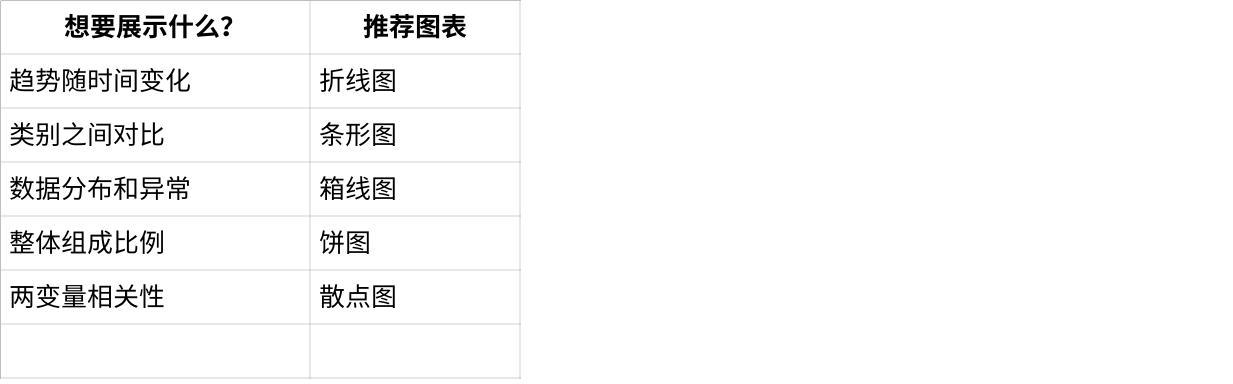 想要展示什么? 推荐图表
趋势随时间变化 折线图
类别之间对比 条形图
数据分布和异常 箱线图
整体组成比例 饼图
两变量相关性 散点图